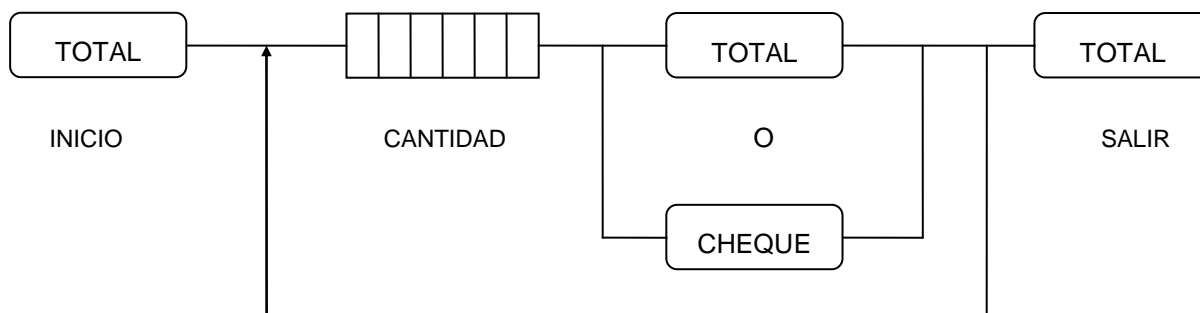 TOTAL TOTAL TOTAL
INICIO CANTIDAD O SALIR
CHEQUE